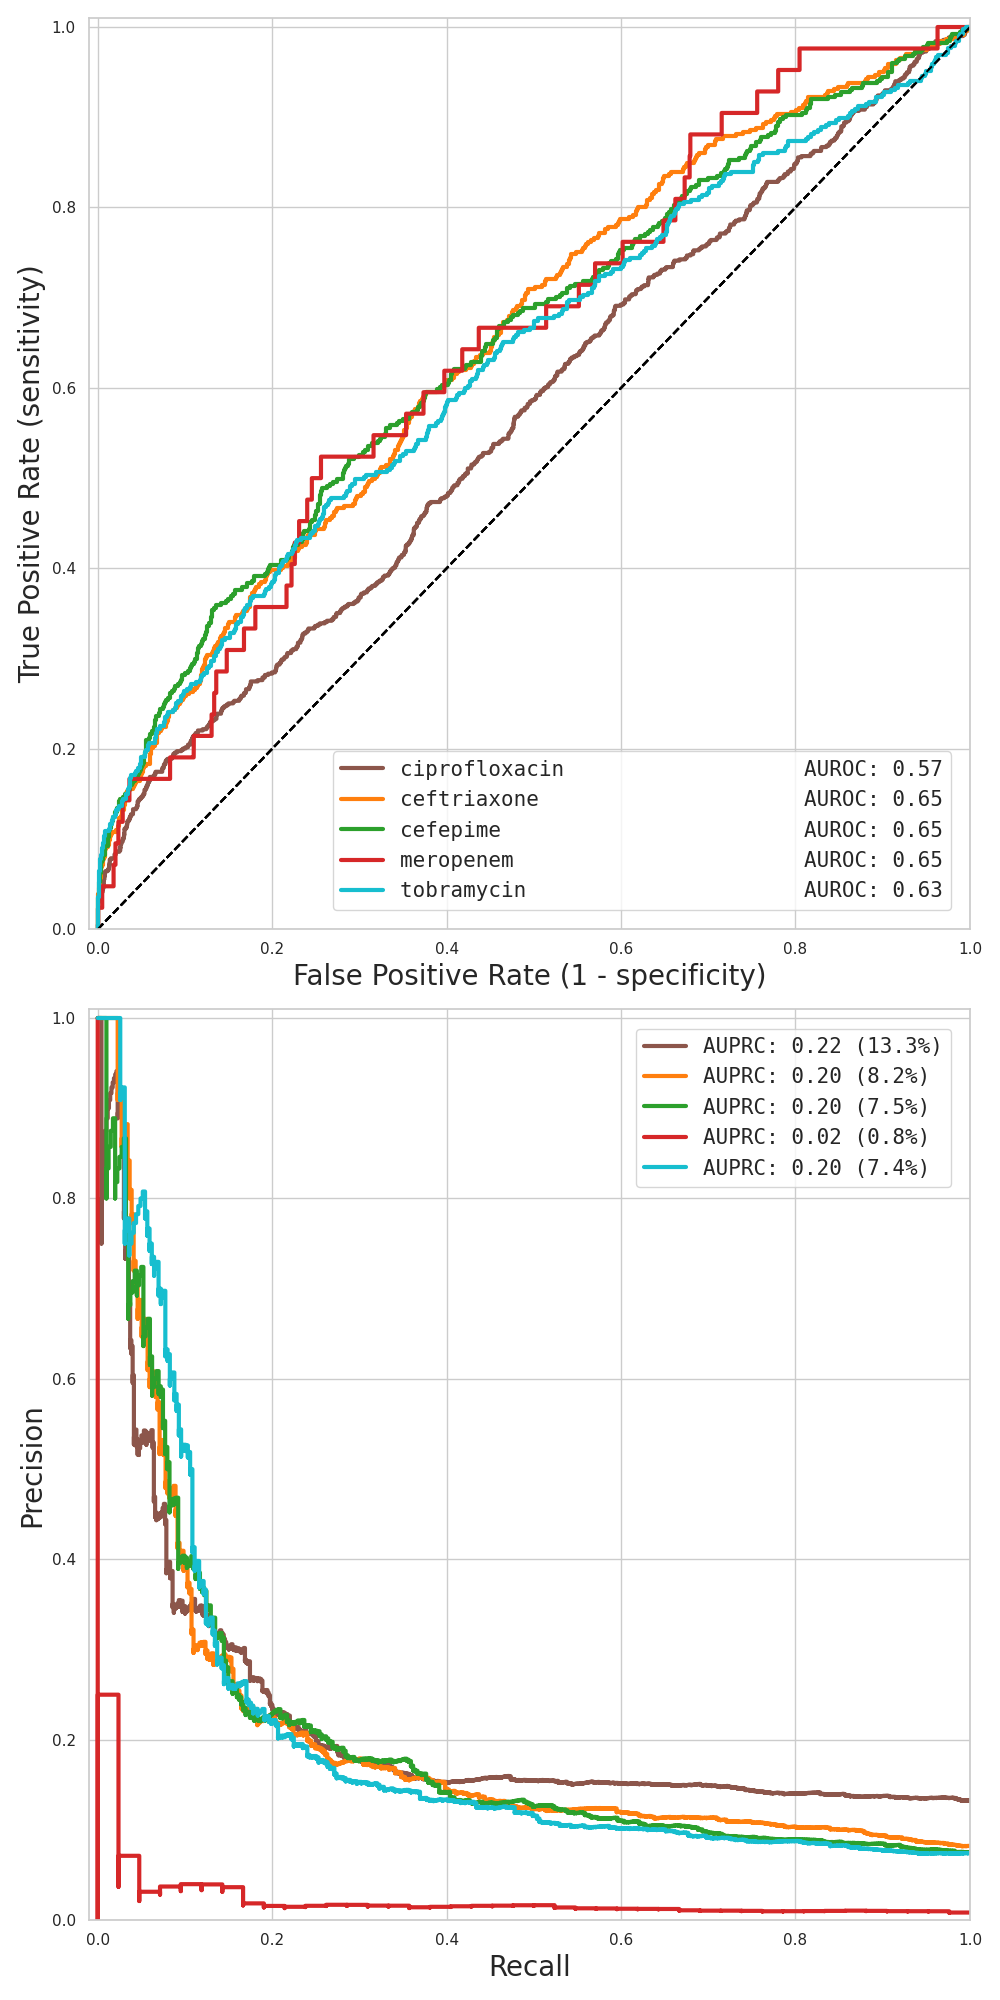 1.0
0.8
0.6
0.4
0.2
0.0
True Positive Rate (sensitivity)
ciprofloxacin AUROC: 0.57
ceftriaxone AUROC: 0.65
cefepime AUROC: 0.65
meropenem AUROC: 0.65
tobramycin AUROC: 0.63
0.0 0.2 0.4 0.6 0.8 1.0
False Positive Rate (1 - specificity)
1.0
0.8
0.6
0.4
0.2
0.0
Precision
AUPRC: 0.22 (13.3%)
AUPRC: 0.20 (8.2%)
AUPRC: 0.20 (7.5%)
AUPRC: 0.02 (0.8%)
AUPRC: 0.20 (7.4%)
0.0 0.2 0.4 0.6 0.8 1.0
Recall